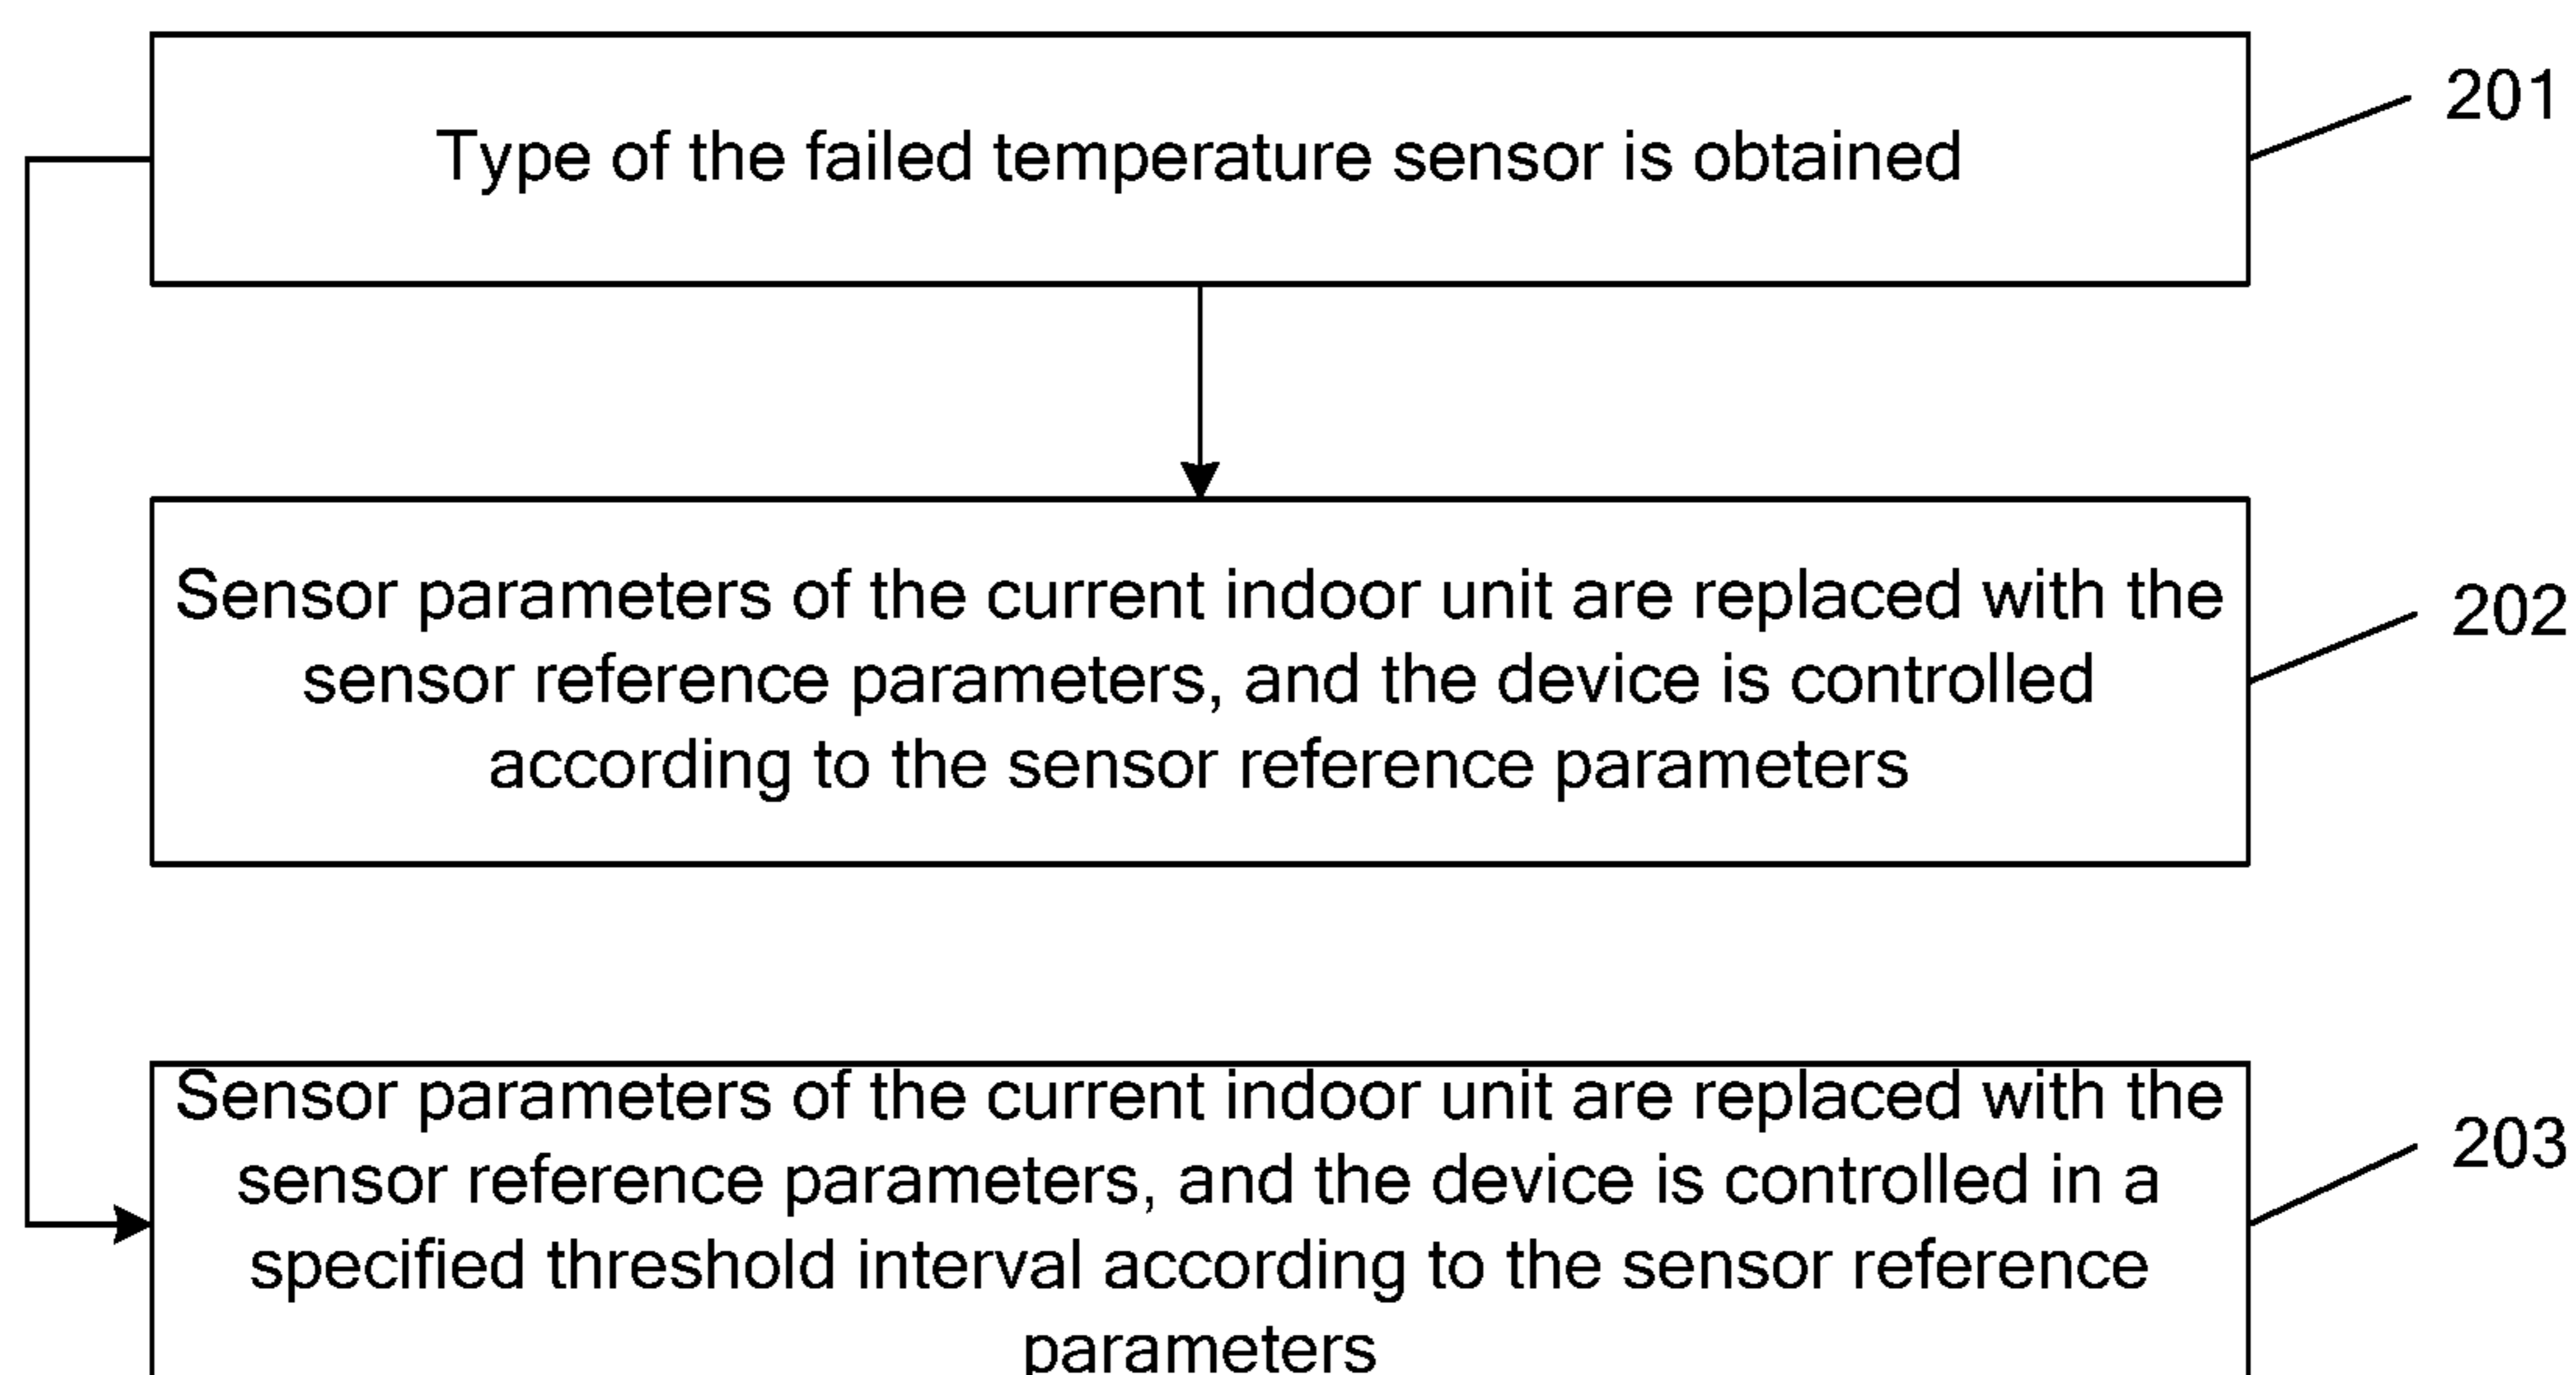 Type of the failed temperature sensor is obtained
201
Sensor parameters of the current indoor unit are replaced with the
sensor reference parameters, and the device is controlled
according to the sensor reference parameters
202
Sensor parameters of the current indoor unit are replaced with the
sensor reference parameters, and the device is controlled in a
specified threshold interval according to the sensor reference
parameters
203